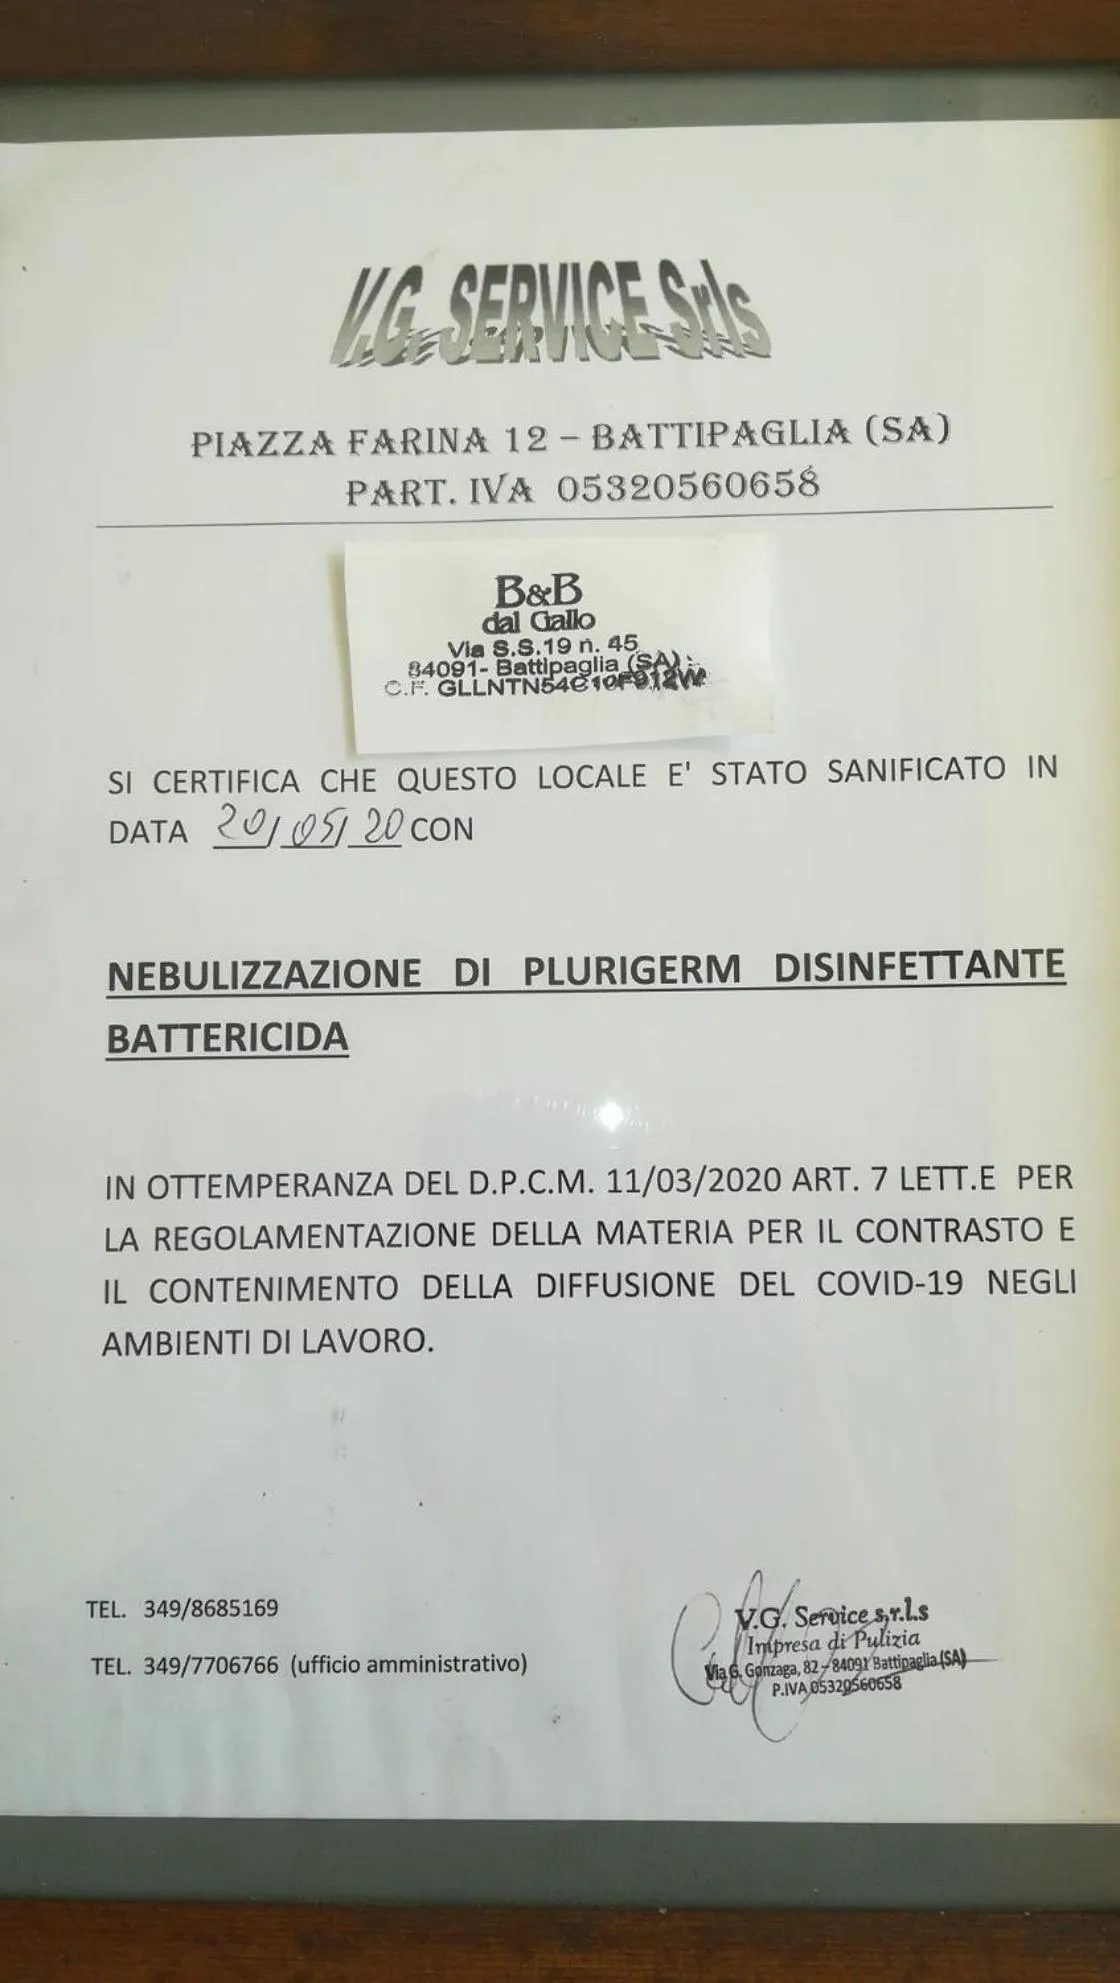 V.G. SERVICE Srls
PIAZZA FARINA 12 – BATTIPAGLIA (SA)
PART. IVA 05320560658
B&B
dal Gallo
Via S.S.19 n. 45
84091- Battipaglia (SA)
C.F. GLLNTN54C10F912W
SI CERTIFICA CHE QUESTO LOCALE E' STATO SANIFICATO IN
DATA 20/05/20 CON
NEBULIZZAZIONE DI PLURIGERM DISINFETTANTE
BATTERICIDA
IN OTTEMPERANZA DEL D.P.C.M. 11/03/2020 ART. 7 LETT.E PER
LA REGOLAMENTAZIONE DELLA MATERIA PER IL CONTRASTO E
IL CONTENIMENTO DELLA DIFFUSIONE DEL COVID-19 NEGLI
AMBIENTI DI LAVORO.
TEL. 349/8685169
TEL. 349/7706766 (ufficio amministrativo)
V.G. Service s.r.l.s
Impresa di Pulizia
Via G. Gonzaga, 82 – 84091 Battipaglia (SA)
P.IVA 05320560658